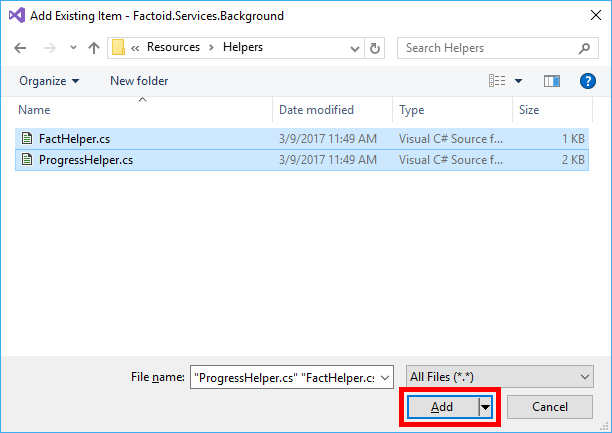 Add Existing Item - Factoid.Services.Background
« Resources > Helpers
Search Helpers
Organize
New folder
?
Name Date modified Type Size
FactHelper.cs 3/9/2017 11:49 AM Visual C# Source f... 1 KB
ProgressHelper.cs 3/9/2017 11:49 AM Visual C# Source f... 2 KB
File name: "ProgressHelper.cs" "FactHelper.cs All Files (*.*)
Add Cancel